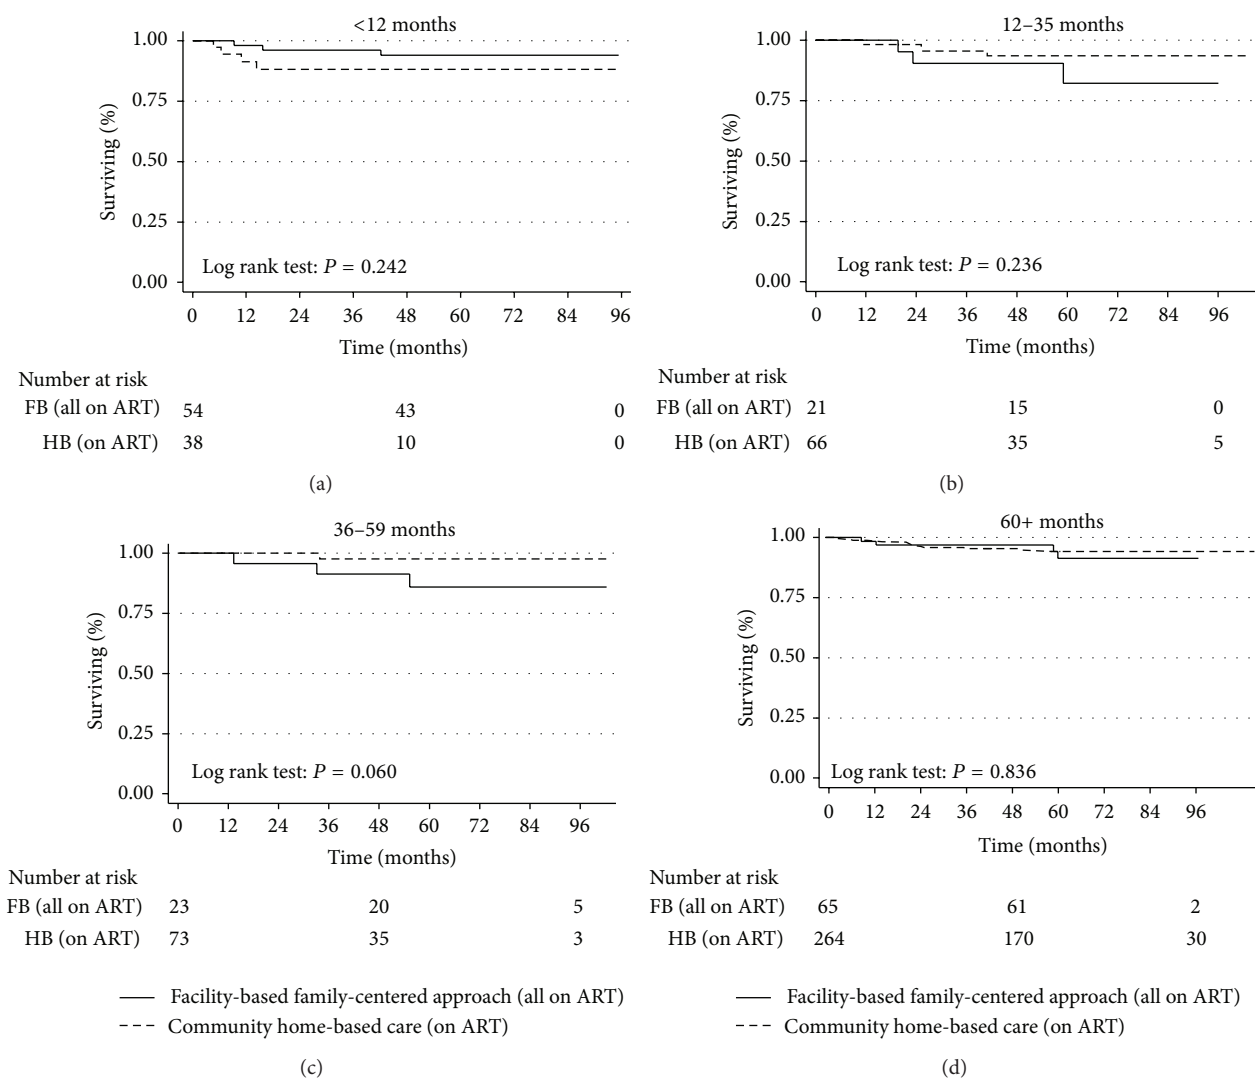 <12 months
1.00
0.75
0.50
0.25
0.00
Surviving (%)
Log rank test: P = 0.242
0 12 24 36 48 60 72 84 96
Time (months)
Number at risk
FB (all on ART) 54 43 0
HB (on ART) 38 10 0
(a)
12–35 months
1.00
0.75
0.50
0.25
0.00
Surviving (%)
Log rank test: P = 0.236
0 12 24 36 48 60 72 84 96
Time (months)
Number at risk
FB (all on ART) 21 15 0
HB (on ART) 66 35 5
(b)
36–59 months
1.00
0.75
0.50
0.25
0.00
Surviving (%)
Log rank test: P = 0.060
0 12 24 36 48 60 72 84 96
Time (months)
Number at risk
FB (all on ART) 23 20 5
HB (on ART) 73 35 3
Facility-based family-centered approach (all on ART)
Community home-based care (on ART)
(c)
60+ months
1.00
0.75
0.50
0.25
0.00
Surviving (%)
Log rank test: P = 0.836
0 12 24 36 48 60 72 84 96
Time (months)
Number at risk
FB (all on ART) 65 61 2
HB (on ART) 264 170 30
Facility-based family-centered approach (all on ART)
Community home-based care (on ART)
(d)